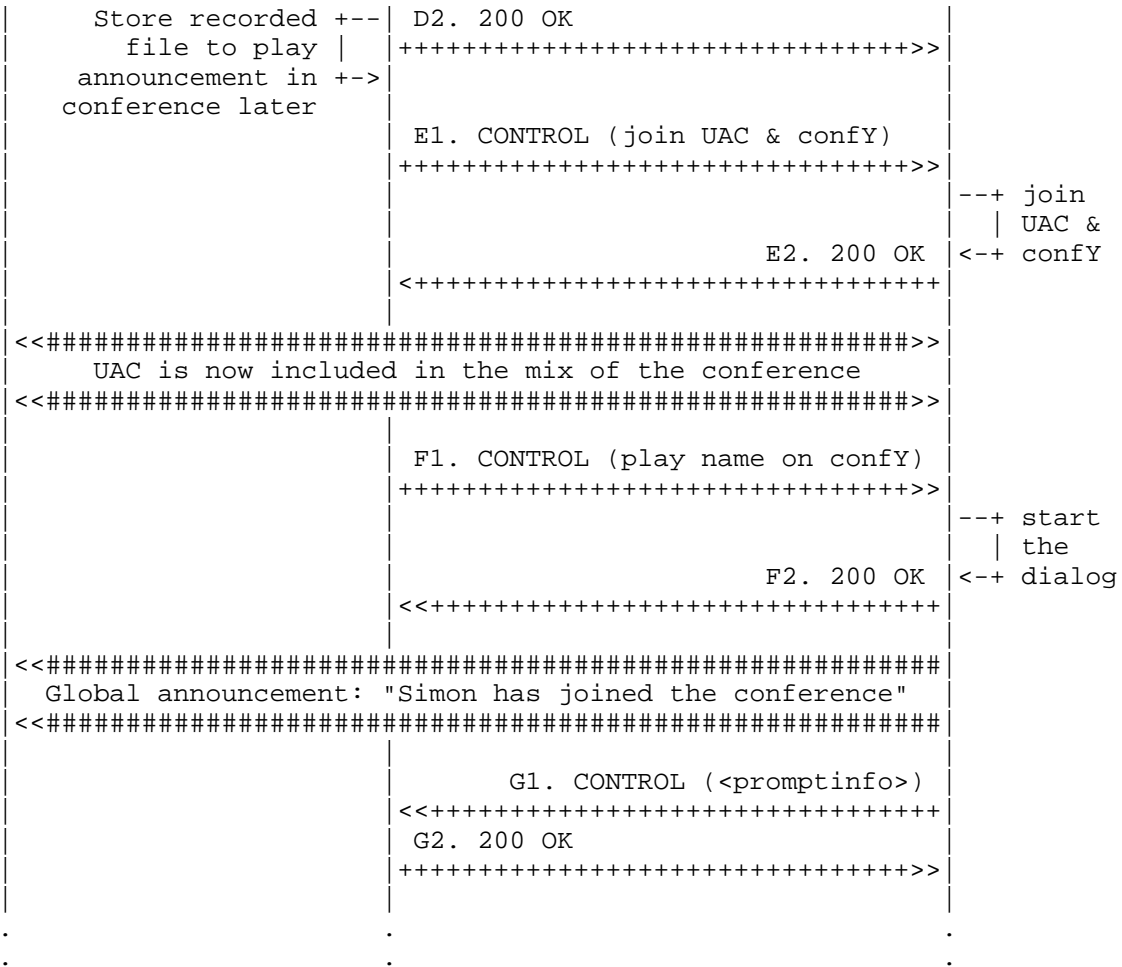 |     Store recorded +--| D2. 200 OK                       |
|       file to play |  |++++++++++++++++++++++++++++++++>>|
|    announcement in +->|                                  |
|   conference later    |                                  |
|                       | E1. CONTROL (join UAC & confY)   |
|                       |++++++++++++++++++++++++++++++++>>|
|                       |                                  |--+ join
|                       |                                  |  | UAC &
|                       |                       E2. 200 OK |<-+ confY
|                       |<+++++++++++++++++++++++++++++++++|
|                       |                                  |
|<<######################################################>>|
|     UAC is now included in the mix of the conference     |
|<<######################################################>>|
|                       |                                  |
|                       | F1. CONTROL (play name on confY) |
|                       |++++++++++++++++++++++++++++++++>>|
|                       |                                  |--+ start
|                       |                                  |  | the
|                       |                       F2. 200 OK |<-+ dialog
|                       |<<++++++++++++++++++++++++++++++++|
|                       |                                  |
|<<########################################################|
|  Global announcement: "Simon has joined the conference"  |
|<<########################################################|
|                       |                                  |
|                       |       G1. CONTROL (<promptinfo>) |
|                       |<<++++++++++++++++++++++++++++++++|
|                       | G2. 200 OK                       |
|                       |++++++++++++++++++++++++++++++++>>|
|                       |                                  |
.                       .                                  .
.                       .                                  .